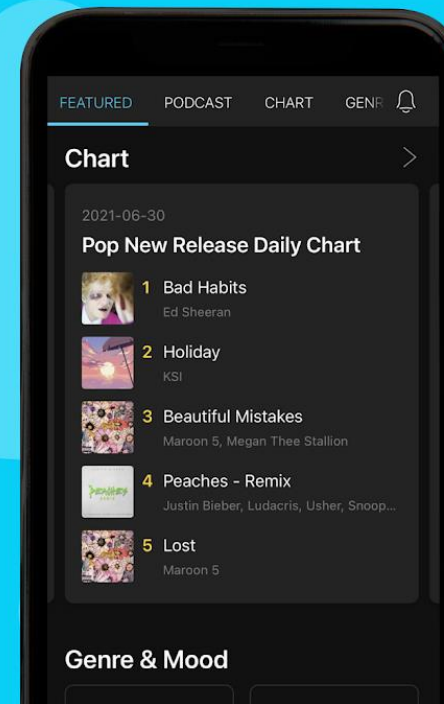 FEATURED PODCAST CHART GENR
Chart
2021-06-30
Pop New Release Daily Chart
1 Bad Habits
Ed Sheeran
2 Holiday
KSI
3 Beautiful Mistakes
Maroon 5, Megan Thee Stallion
PEACHES
4 Peaches - Remix
Justin Bieber, Ludacris, Usher, Snoop...
5 Lost
Maroon 5
Genre & Mood